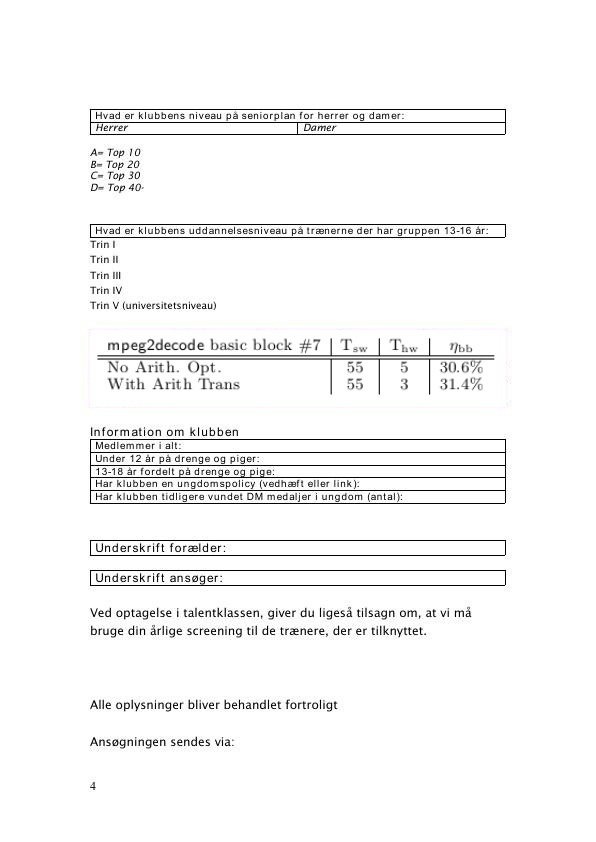 Hvad er klubbens niveau på seniorplan for herrer og damer:
Herrer Damer
A= Top 10
B= Top 20
C= Top 30
D= Top 40-
Hvad er klubbens uddannelsesniveau på trænerne der har gruppen 13-16 år:
Trin I
Trin II
Trin III
Trin IV
Trin V (universitetsniveau)
mpeg2decode basic block #7 Tsw Thw ηbb
No Arith. Opt. 55 5 30.6%
With Arith Trans 55 3 31.4%
Information om klubben
Medlemmer i alt:
Under 12 år på drenge og piger:
13-18 år fordelt på drenge og pige:
Har klubben en ungdomspolicy (vedhæft eller link):
Har klubben tidligere vundet DM medaljer i ungdom (antal):
Underskrift forælder:
Underskrift ansøger:
Ved optagelse i talentklassen, giver du ligeså tilsagn om, at vi må
bruge din årlige screening til de trænere, der er tilknyttet.
Alle oplysninger bliver behandlet fortroligt
Ansøgningen sendes via:
4